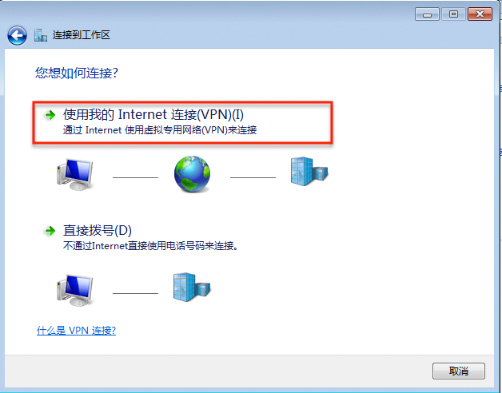 连接到工作区
您想如何连接?
使用我的 Internet 连接(VPN)(I)
通过 Internet 使用虚拟专用网络(VPN)来连接
直接拨号(D)
不通过Internet直接使用电话号码来连接。
什么是 VPN 连接?
取消